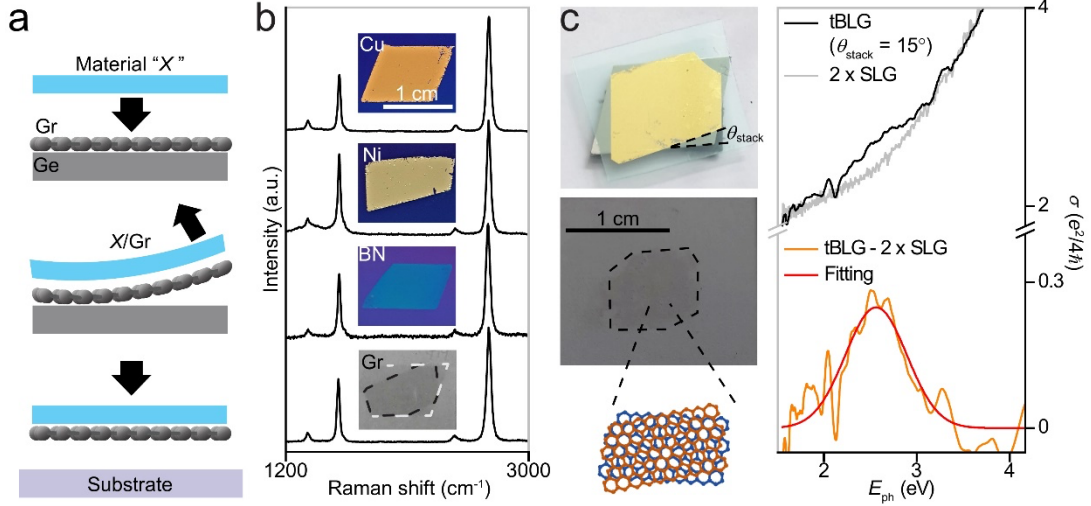 a
Material "X"
Gr
Ge
X/Gr
Substrate
b
Intensity (a.u.)
Cu
1 cm
Ni
BN
Gr
1200
3000
Raman shift (cm⁻¹)
c
θstack
1 cm
tBLG
(θstack = 15°)
2 x SLG
tBLG - 2 x SLG
Fitting
4
2
0.3
0
σ (e²/4ħ)
2
3
4
Eph (eV)